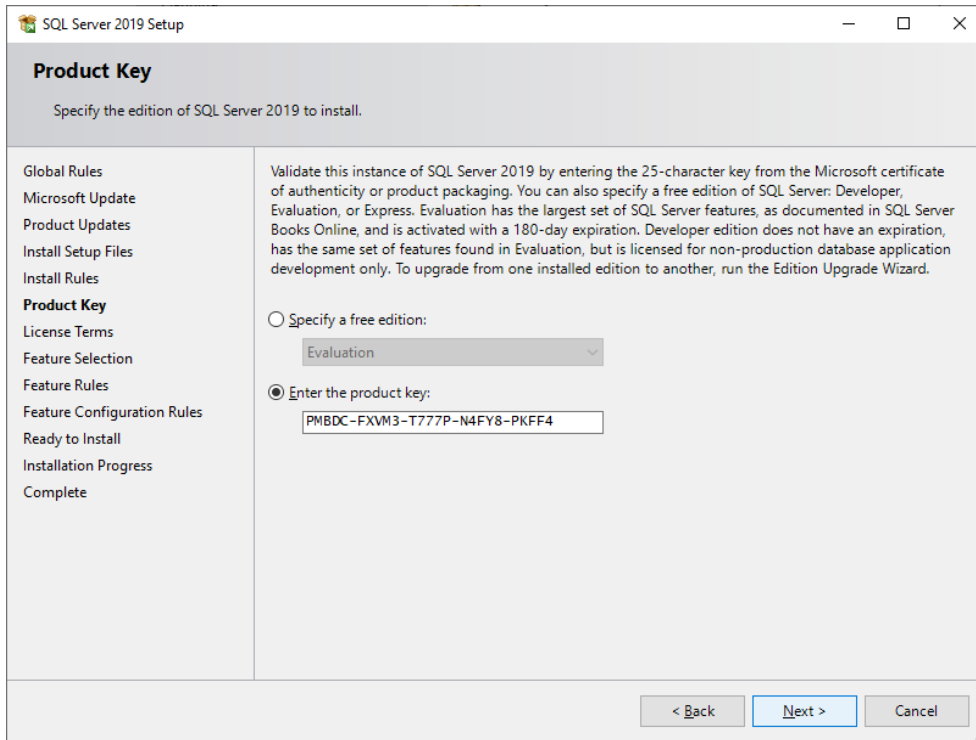 SQL Server 2019 Setup
Product Key
Specify the edition of SQL Server 2019 to install.
Global Rules
Microsoft Update
Product Updates
Install Setup Files
Install Rules
Product Key
License Terms
Feature Selection
Feature Rules
Feature Configuration Rules
Ready to Install
Installation Progress
Complete
Validate this instance of SQL Server 2019 by entering the 25-character key from the Microsoft certificate
of authenticity or product packaging. You can also specify a free edition of SQL Server: Developer,
Evaluation, or Express. Evaluation has the largest set of SQL Server features, as documented in SQL Server
Books Online, and is activated with a 180-day expiration. Developer edition does not have an expiration,
has the same set of features found in Evaluation, but is licensed for non-production database application
development only. To upgrade from one installed edition to another, run the Edition Upgrade Wizard.
Specify a free edition:
Evaluation
Enter the product key:
PMBDC-FXVM3-T777P-N4FY8-PKFF4
< Back Next > Cancel